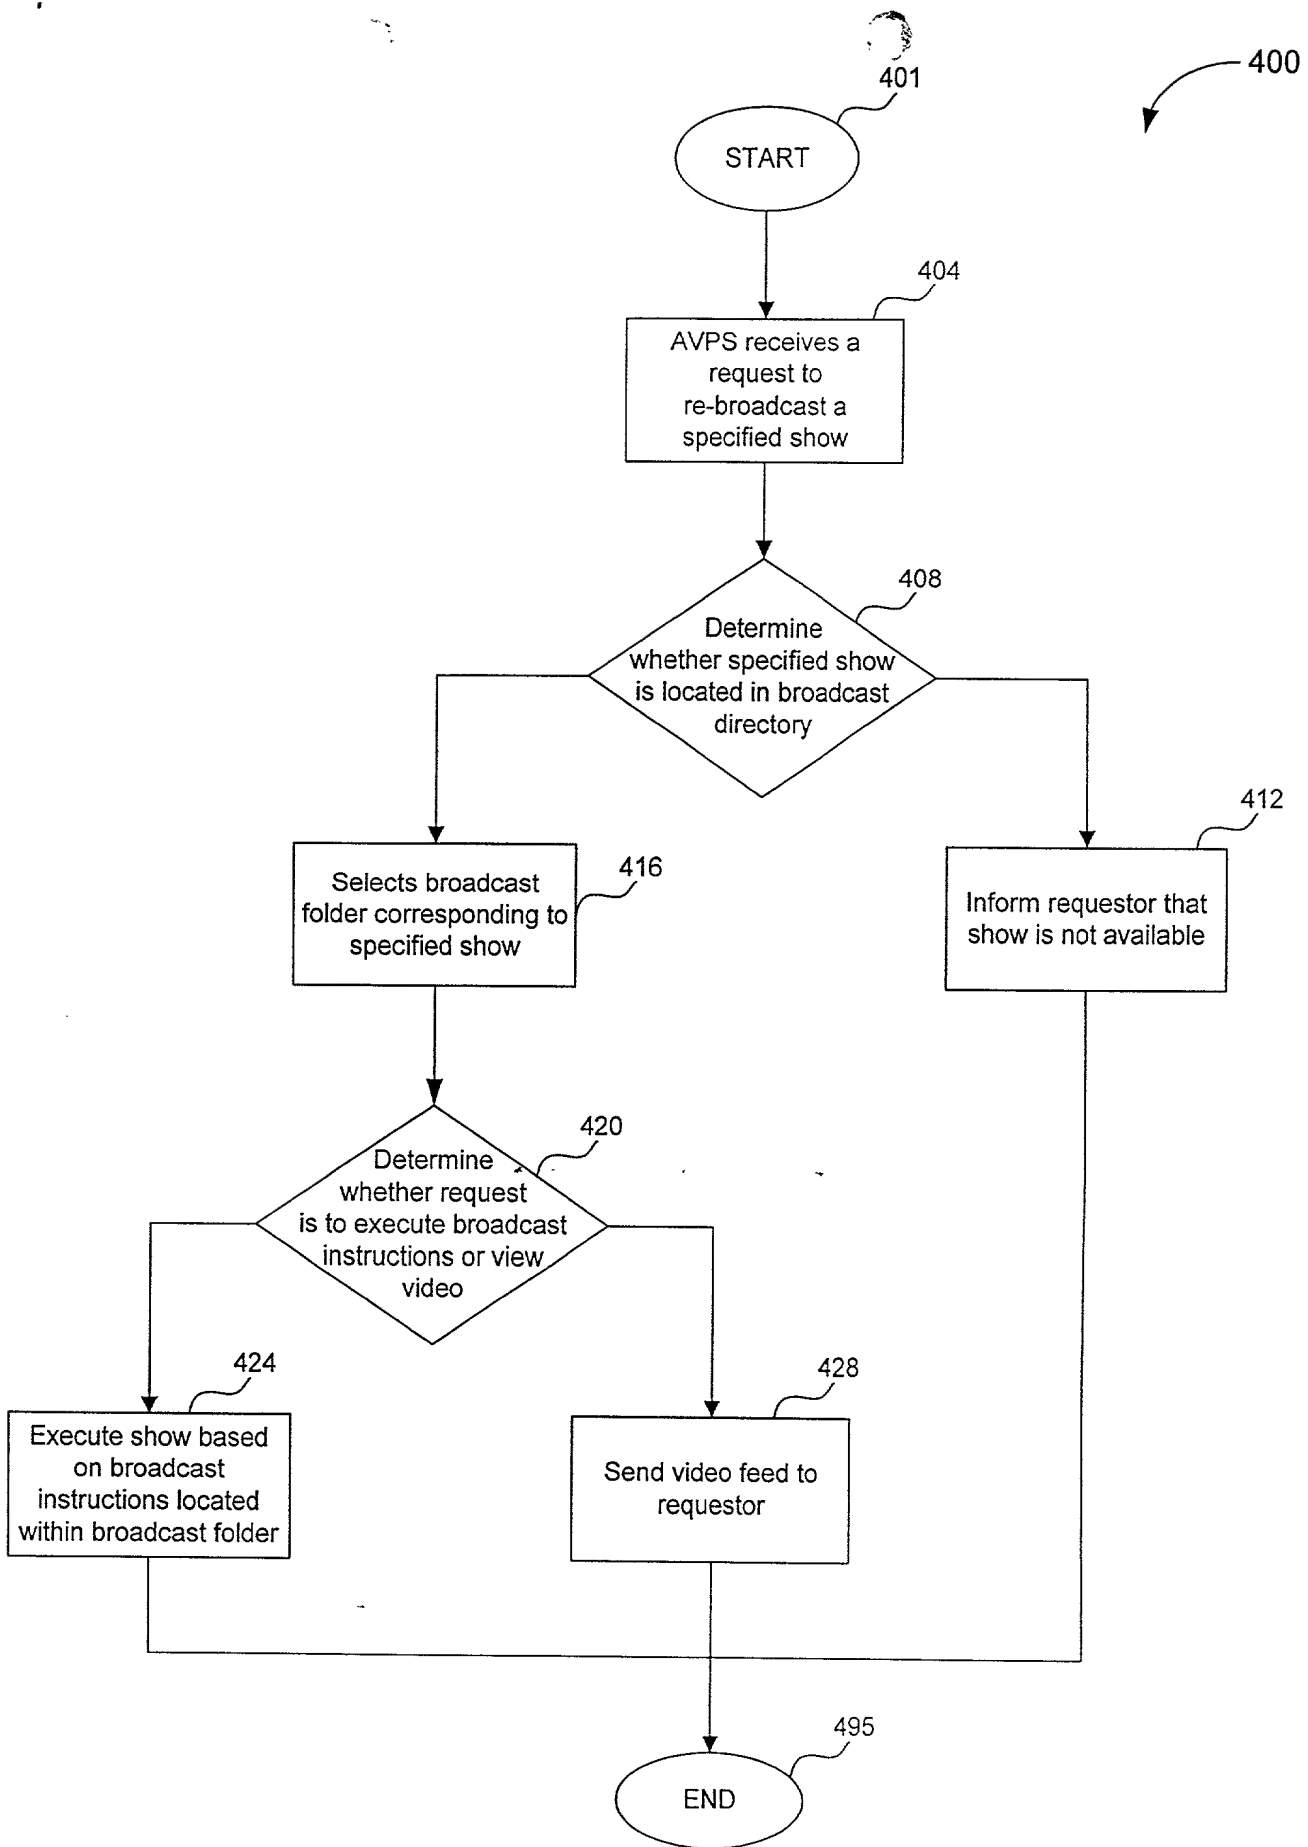 400
401
START
404
AVPS receives a
request to
re-broadcast a
specified show
408
Determine
whether specified show
is located in broadcast
directory
412
Inform requestor that
show is not available
416
Selects broadcast
folder corresponding to
specified show
420
Determine
whether request
is to execute broadcast
instructions or view
video
424
Execute show based
on broadcast
instructions located
within broadcast folder
428
Send video feed to
requestor
495
END